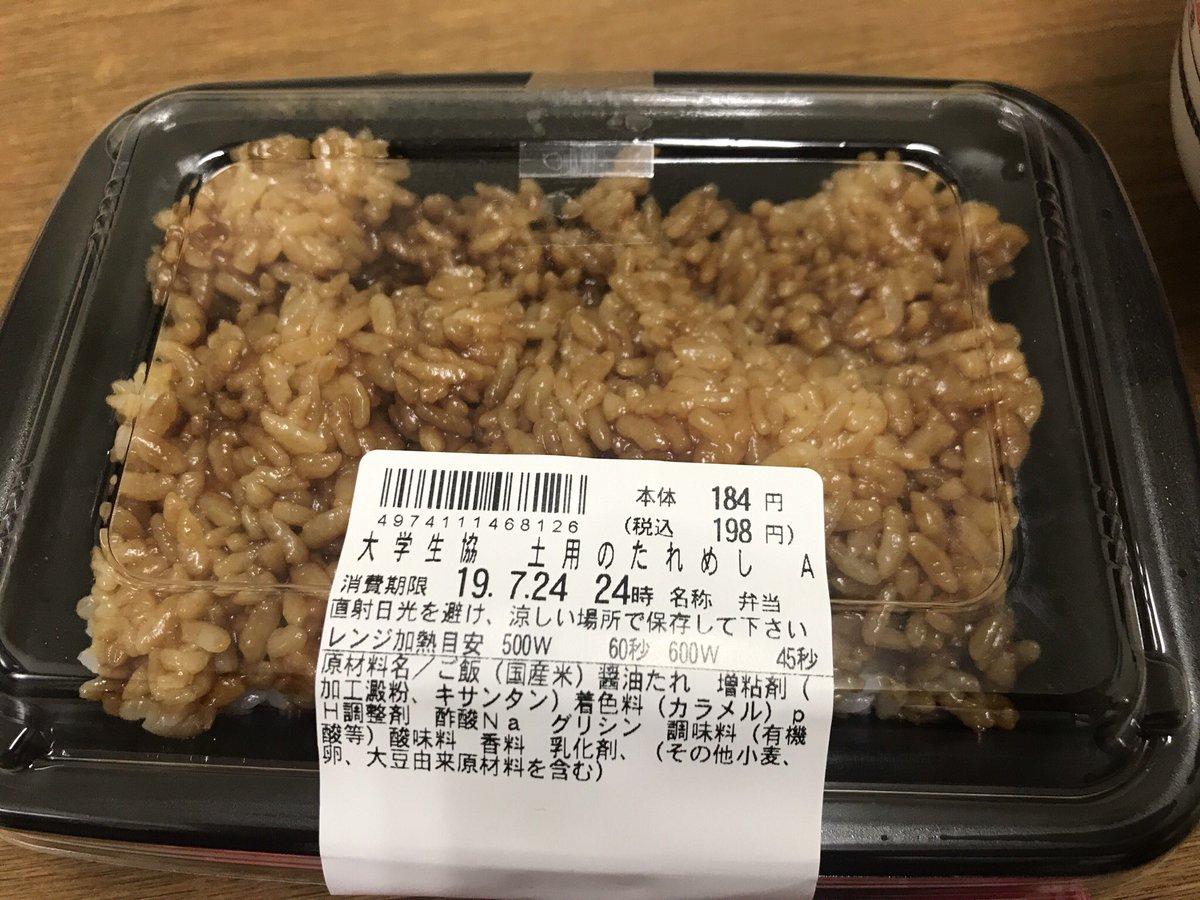 本体 184 円
4974111468126 (税込 198 円)
大学生協 土用のたれめし A
消費期限 19. 7.24 24時 名称 弁当
直射日光を避け、涼しい場所で保存して下さい
レンジ加熱目安 500W 60秒 600W 45秒
原材料名／ご飯（国産米）醤油たれ 増粘剤（
加工澱粉、キサンタン）着色料（カラメル）p
H調整剤 酢酸Na グリシン 調味料（有機
酸等）酸味料 香料 乳化剤、（その他小麦、
卵、大豆由来原材料を含む）